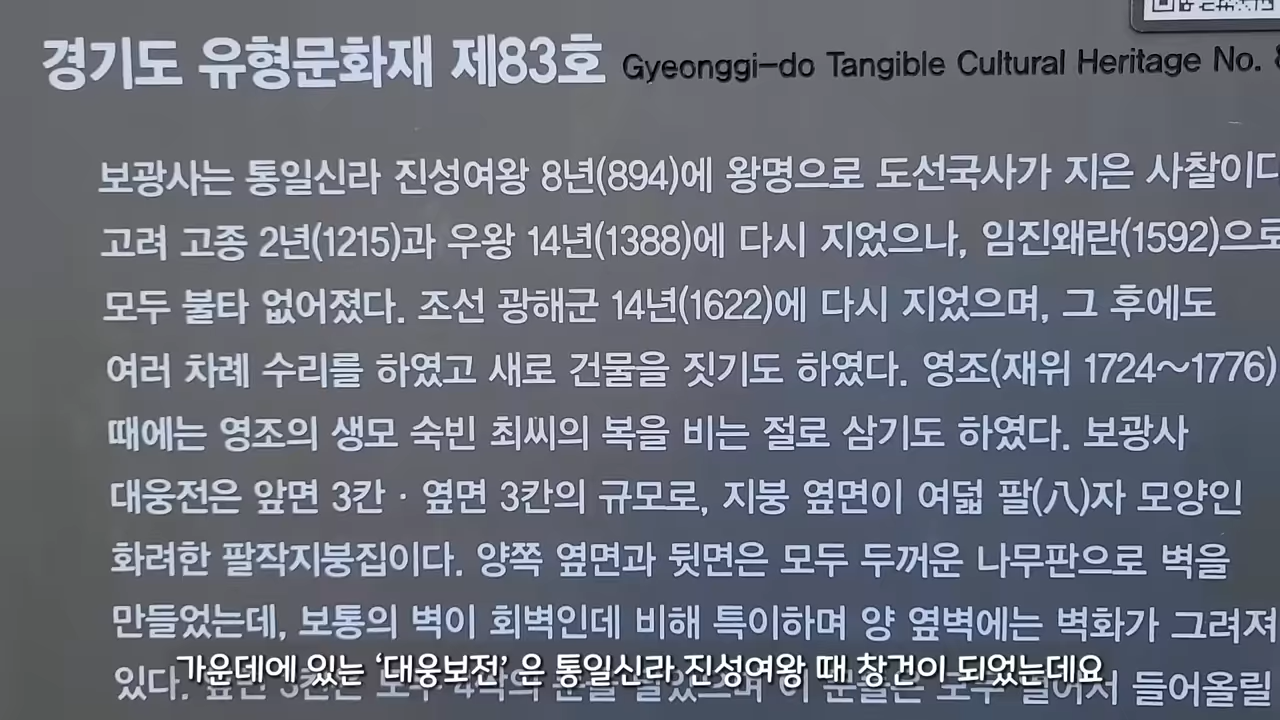 경기도 유형문화재 제83호 Gyeonggi-do Tangible Cultural Heritage No.
보광사는 통일신라 진성여왕 8년(894)에 왕명으로 도선국사가 지은 사찰이다
고려 고종 2년(1215)과 우왕 14년(1388)에 다시 지었으나, 임진왜란(1592)으로
모두 불타 없어졌다. 조선 광해군 14년(1622)에 다시 지었으며, 그 후에도
여러 차례 수리를 하였고 새로 건물을 짓기도 하였다. 영조(재위 1724~1776)
때에는 영조의 생모 숙빈 최씨의 복을 비는 절로 삼기도 하였다. 보광사
대웅전은 앞면 3칸 · 옆면 3칸의 규모로, 지붕 옆면이 여덟 팔(八)자 모양인
화려한 팔작지붕집이다. 양쪽 옆면과 뒷면은 모두 두꺼운 나무판으로 벽을
만들었는데, 보통의 벽이 회벽인데 비해 특이하며 양 옆벽에는 벽화가 그려져
가운데에 있는 ‘대웅보전’ 은 통일신라 진성여왕 때 창건이 되었는데요
있다. 들어올릴